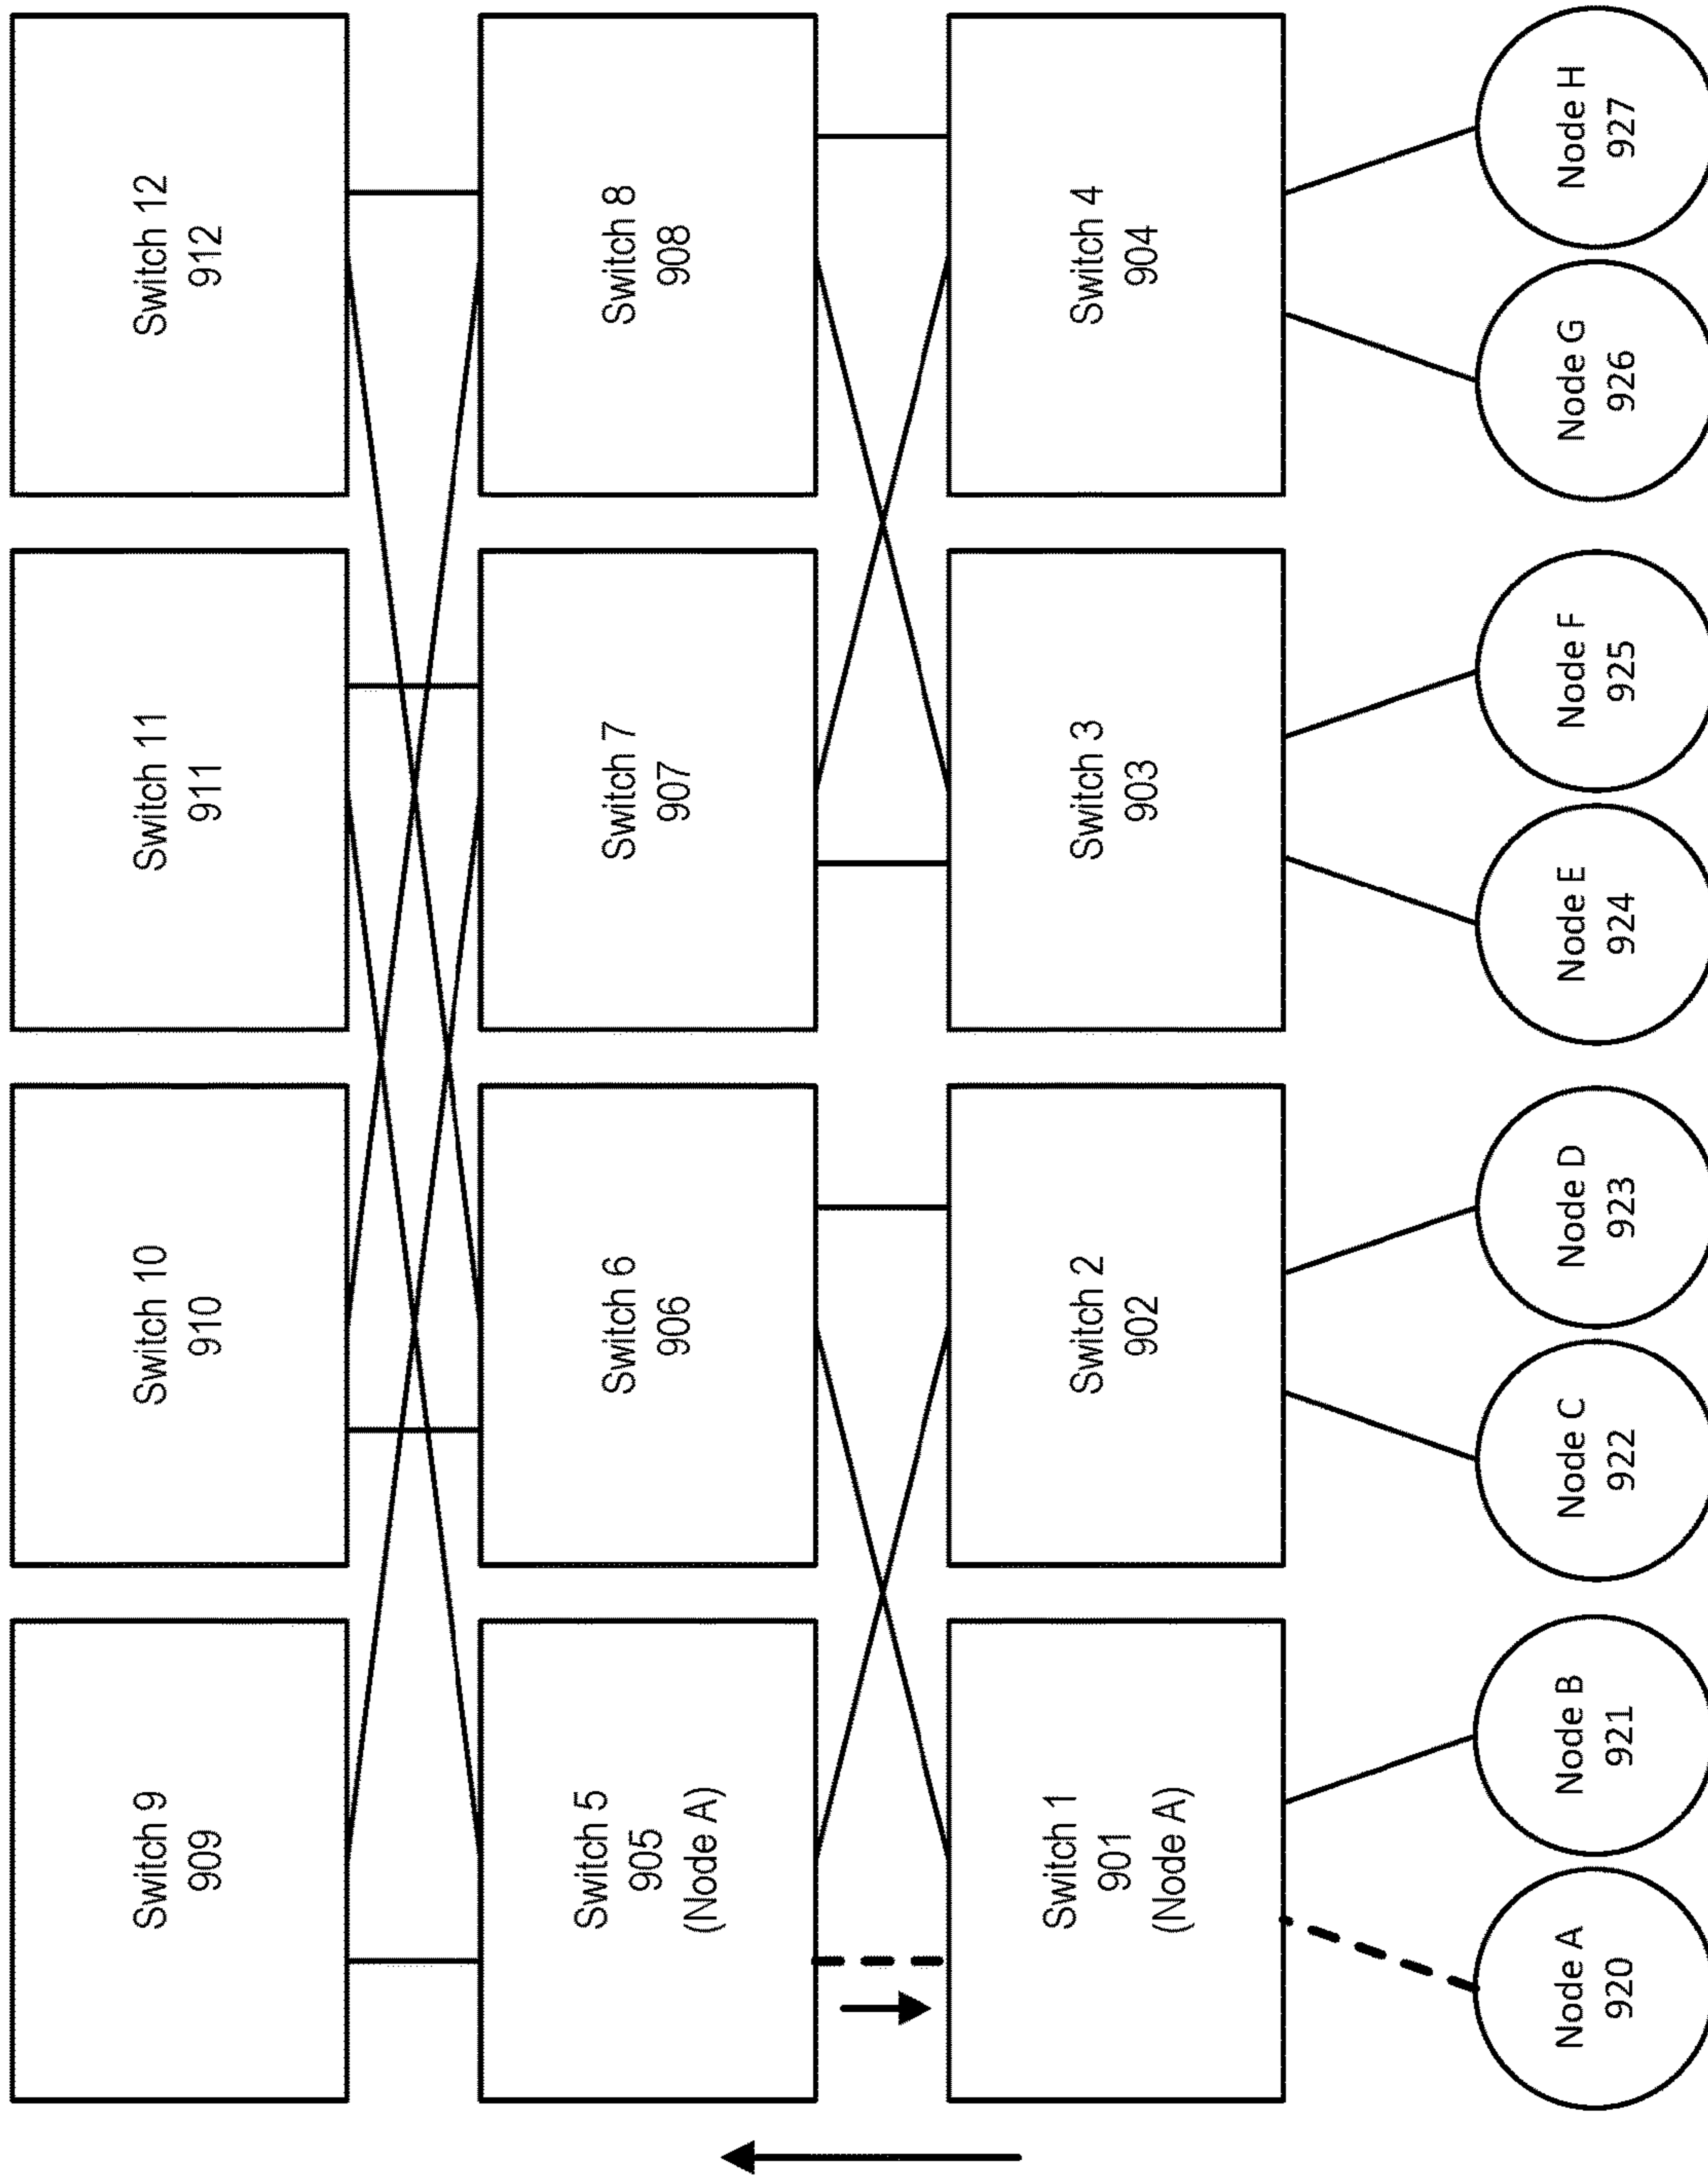 Switch 9
909
Switch 10
910
Switch 11
911
Switch 12
912
Switch 5
905
(Node A)
Switch 6
906
Switch 7
907
Switch 8
908
Switch 1
901
(Node A)
Switch 2
902
Switch 3
903
Switch 4
904
Node A
920
Node B
921
Node C
922
Node D
923
Node E
924
Node F
925
Node G
926
Node H
927